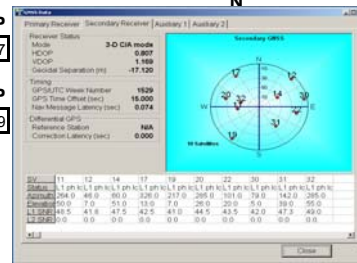 N
GNSS Data
Primary Receiver Secondary Receiver Auxiliary 1 Auxiliary 2
Receiver Status
Mode 3-D C/A mode
HDOP 0.807
VDOP 1.169
Geoidal Separation (m) -17.120
Timing
GPS/UTC Week Number 1529
GPS Time Offset (sec) 15.000
Nav Message Latency (sec) 0.074
Differential GPS
Reference Station N/A
Correction Latency (sec) 0.000
Secondary GNSS
N
W E
S
10 Satellites
SV 11 12 14 17 19 20 22 30 31 32
Status
Azimuth 264.0 46.0 60.0 326.0 217.0 265.0 101.0 79.0 142.0 285.0
Elevation 50.0 7.0 51.0 13.0 7.0 26.0 20.0 5.0 39.0 55.0
L1 SNR 48.5 41.8 47.5 42.5 41.0 44.5 43.5 42.0 47.3 49.0
L2 SNR 0.0 0.0 0.0 0.0 0.0 0.0 0.0 0.0 0.0 0.0
Close